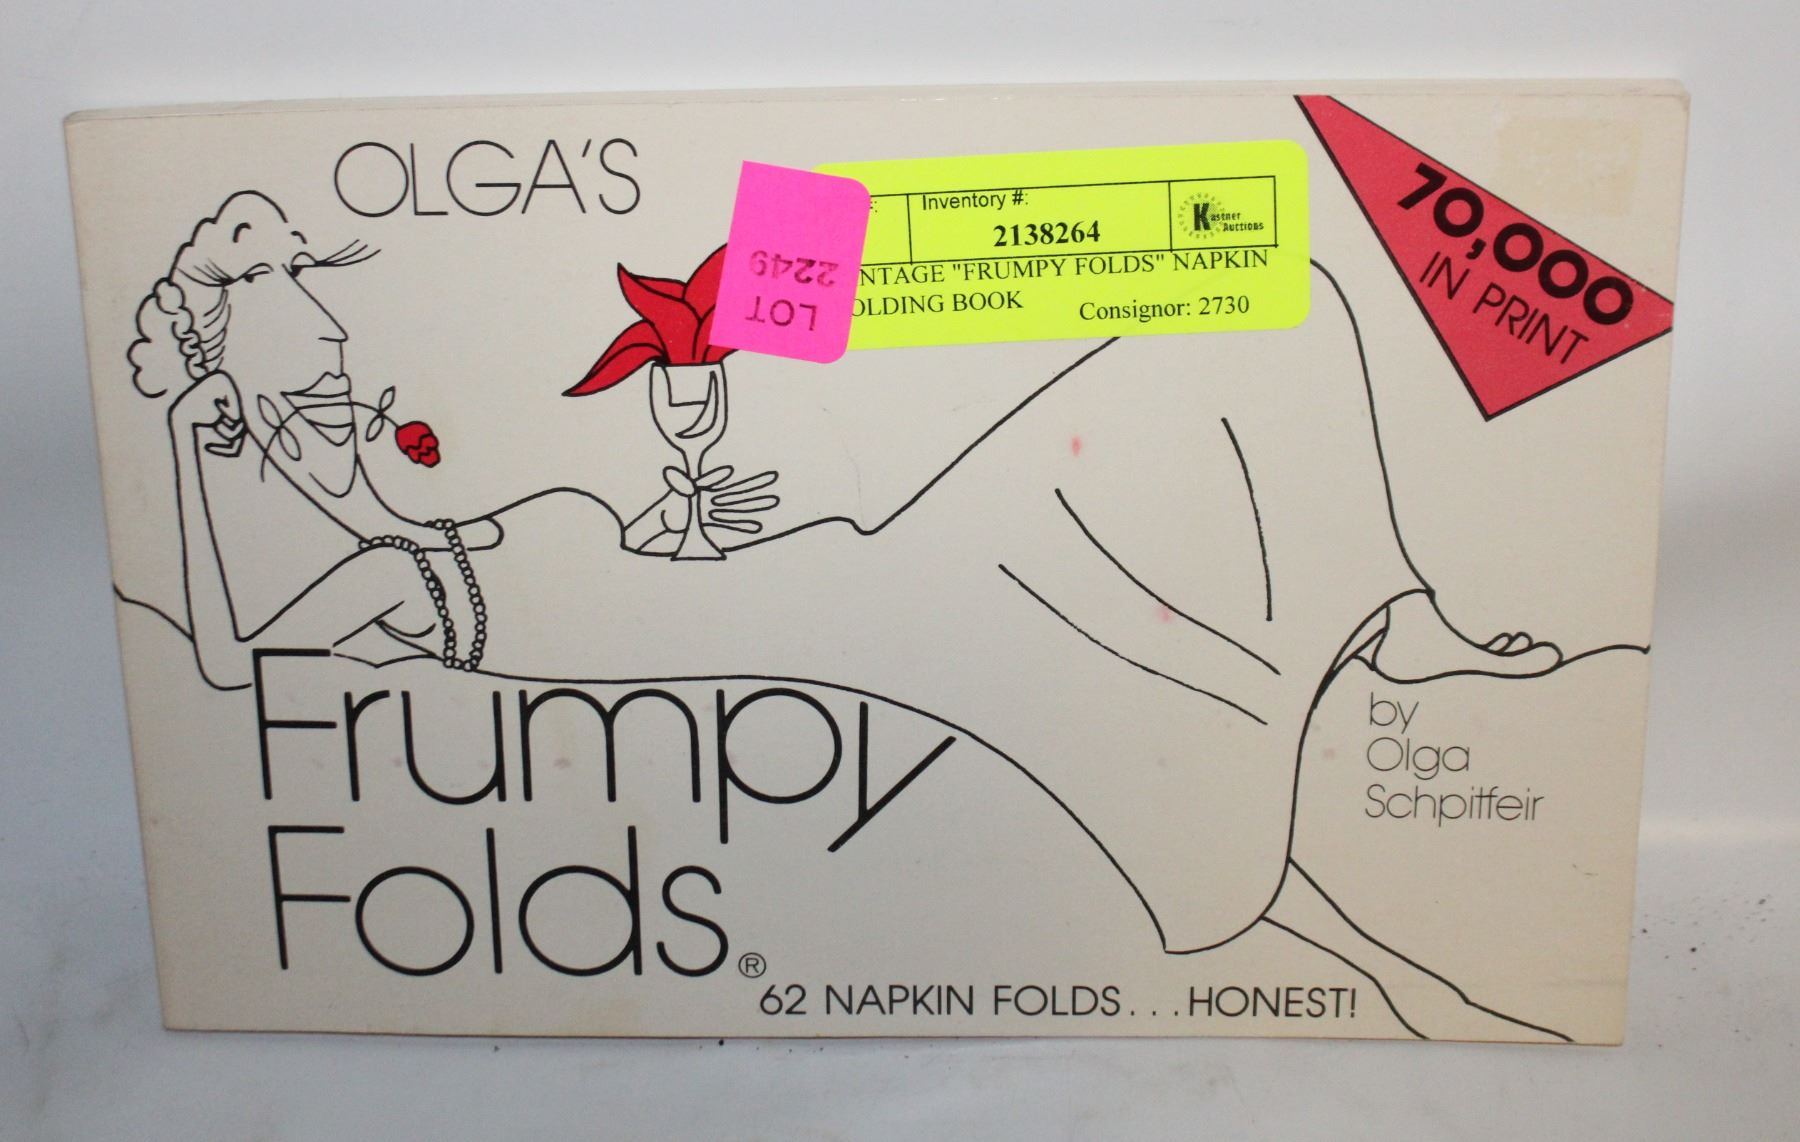 OLGA'S
LOT
2249
Inventory #:
2138264
Kastner
Auctions
NTAGE "FRUMPY FOLDS" NAPKIN
OLDING BOOK
Consignor: 2730
70,000
IN PRINT
Frumpy
Folds®
by
Olga
Schpitfeir
62 NAPKIN FOLDS...HONEST!